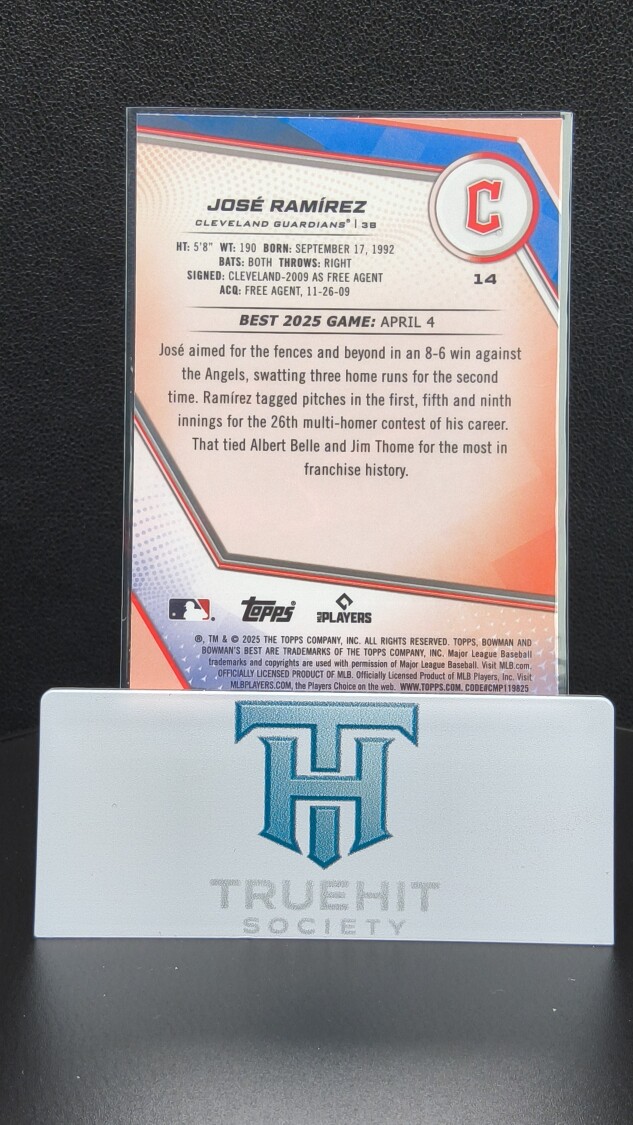 C
JOSÉ RAMÍREZ
CLEVELAND GUARDIANS® | 3B
HT: 5'8" WT: 190 BORN: SEPTEMBER 17, 1992
BATS: BOTH THROWS: RIGHT
SIGNED: CLEVELAND-2009 AS FREE AGENT
ACQ: FREE AGENT, 11-26-09
14
BEST 2025 GAME: APRIL 4
José aimed for the fences and beyond in an 8-6 win against
the Angels, swatting three home runs for the second
time. Ramírez tagged pitches in the first, fifth and ninth
innings for the 26th multi-homer contest of his career.
That tied Albert Belle and Jim Thome for the most in
franchise history.
topps
MLB PLAYERS
®, TM & © 2025 THE TOPPS COMPANY, INC. ALL RIGHTS RESERVED. TOPPS, BOWMAN AND
BOWMAN'S BEST ARE TRADEMARKS OF THE TOPPS COMPANY, INC. Major League Baseball
trademarks and copyrights are used with permission of Major League Baseball. Visit MLB.com.
OFFICIALLY LICENSED PRODUCT OF MLB. Officially Licensed Product of MLB Players, Inc. Visit
MLBPLAYERS.COM, the Players Choice on the web. WWW.TOPPS.COM. CODE#CMP119825
TH
TRUEHIT
SOCIETY